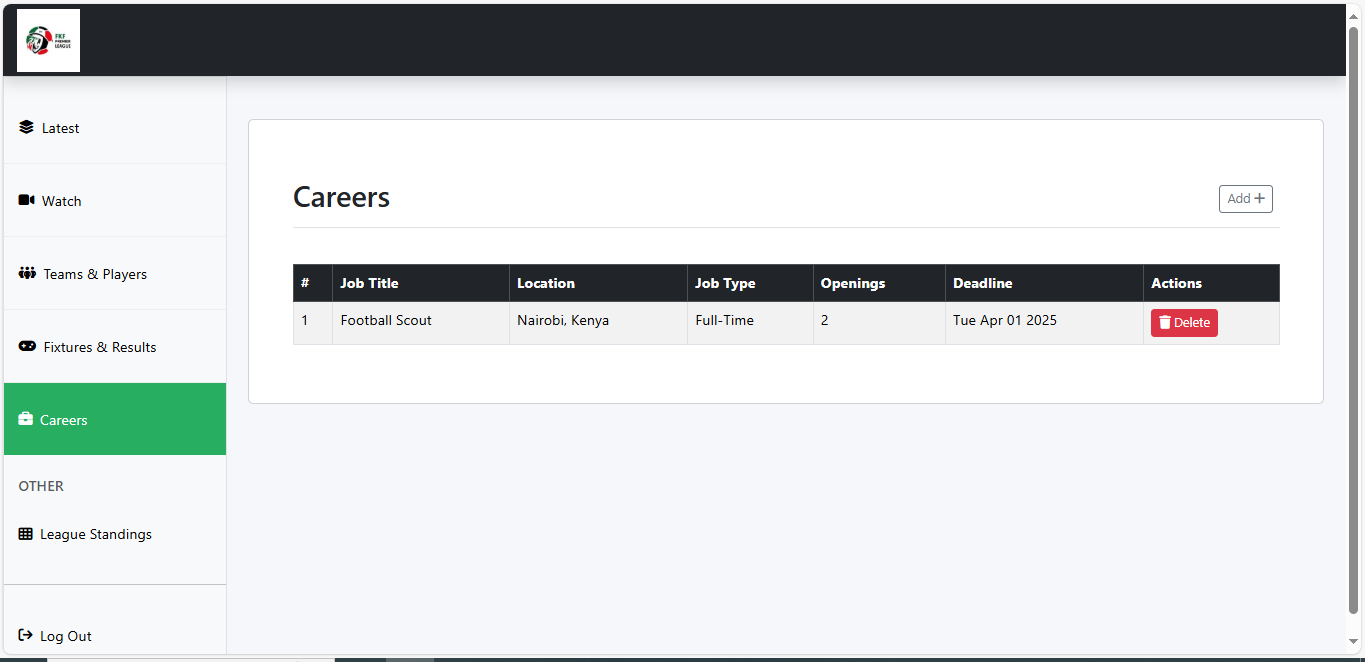 FKF
PREMIER
LEAGUE
Latest
Watch
Teams & Players
Fixtures & Results
Careers
OTHER
League Standings
Log Out
Careers
Add +
# Job Title Location Job Type Openings Deadline Actions
1 Football Scout Nairobi, Kenya Full-Time 2 Tue Apr 01 2025 Delete